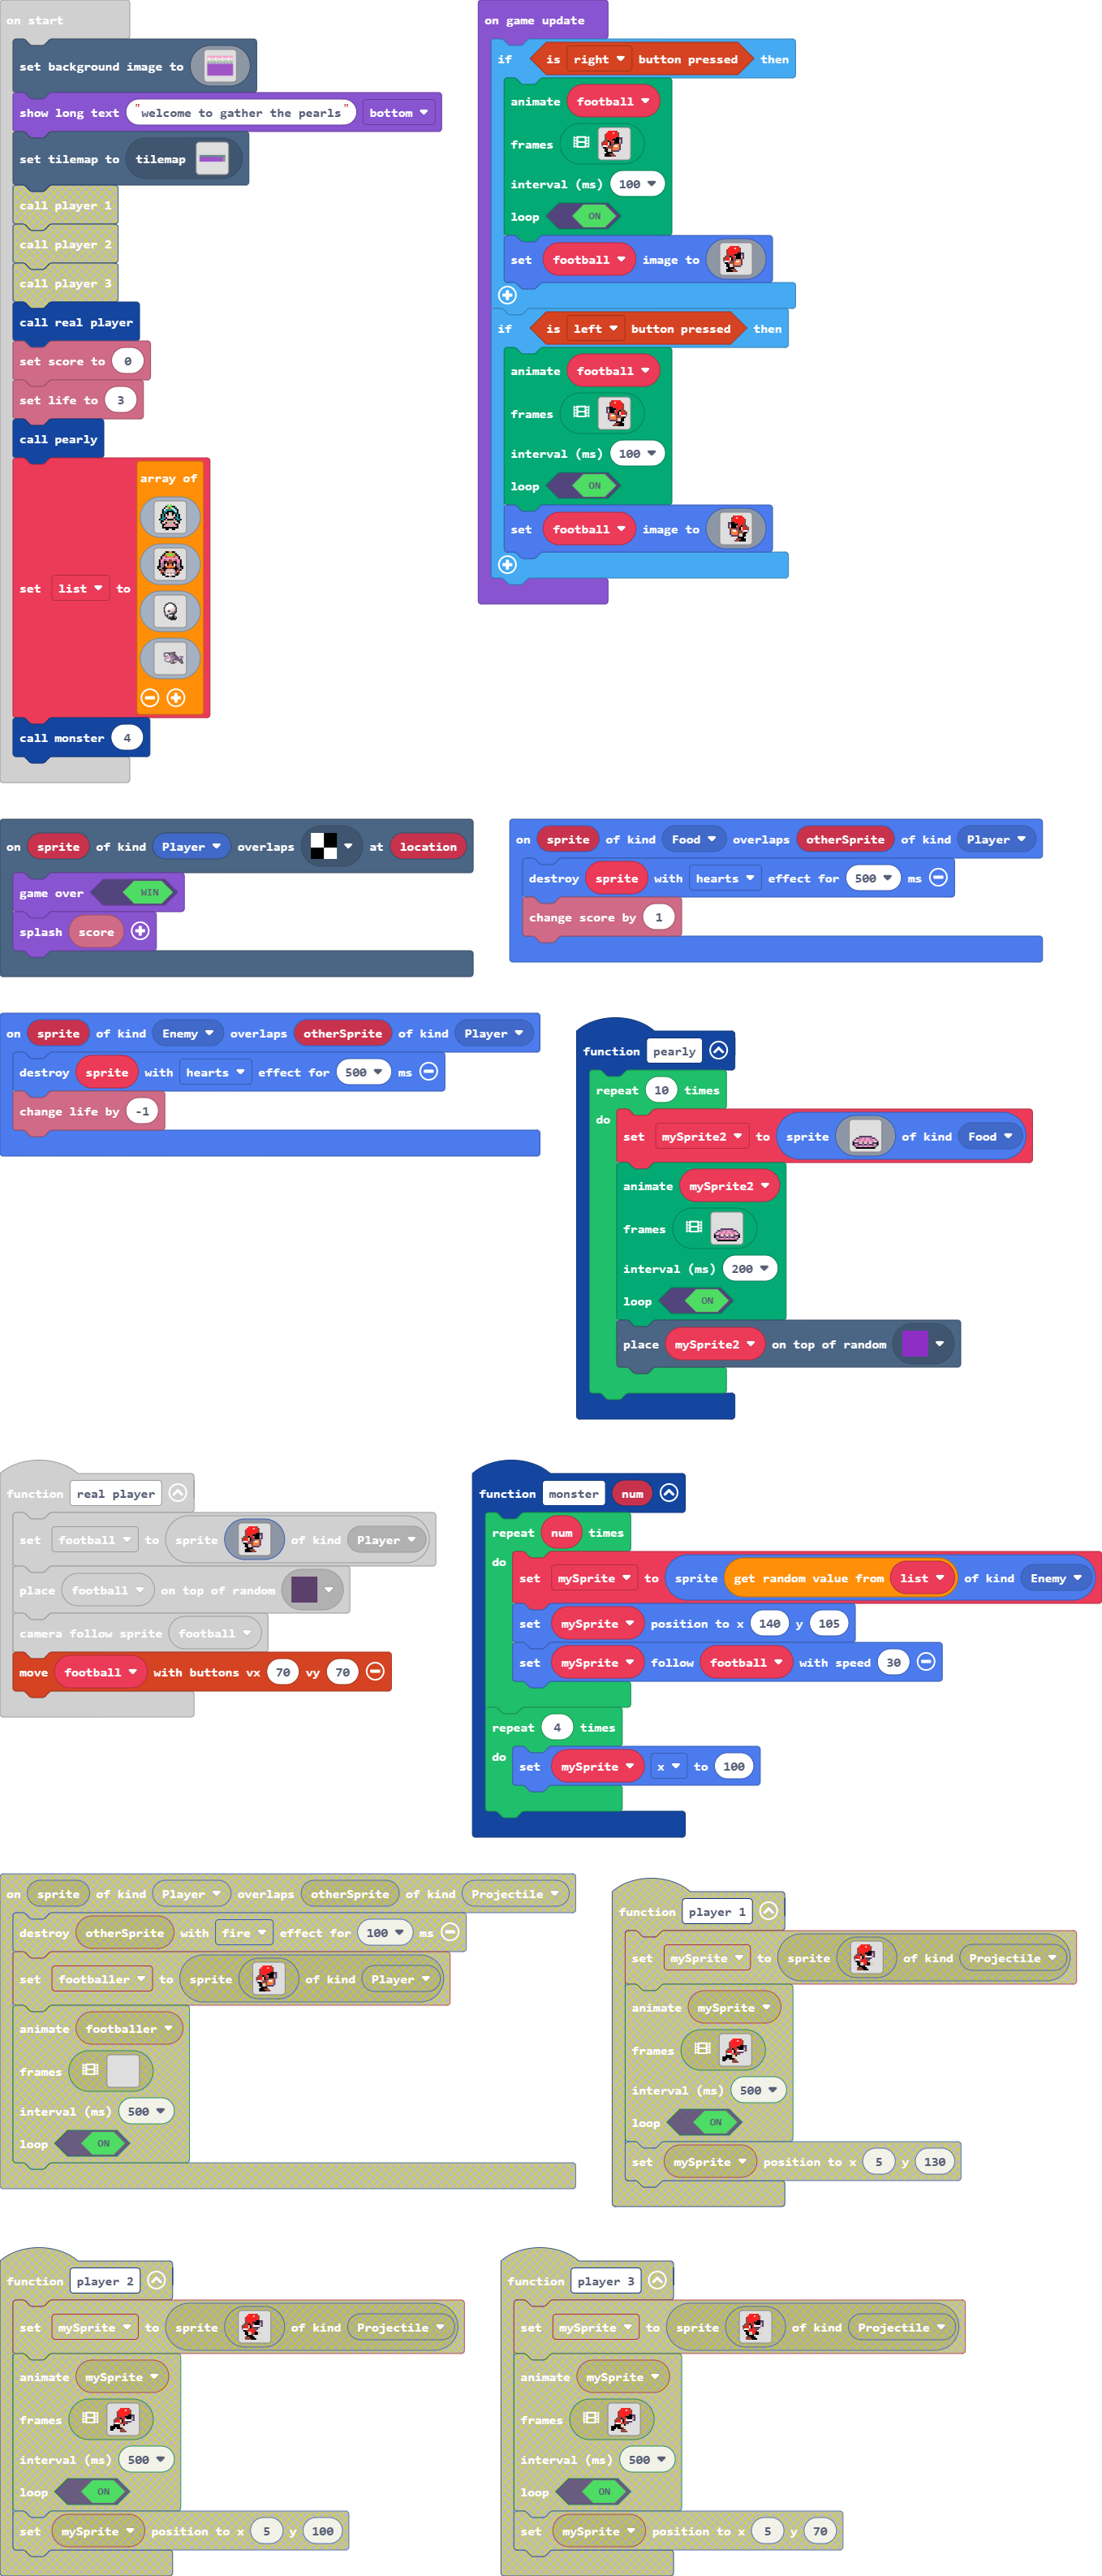 on start
set background image to
show long text "welcome to gather the pearls" bottom
set tilemap to tilemap
call player 1
call player 2
call player 3
call real player
set score to 0
set life to 3
call pearly
set list to array of
call monster 4
on game update
if is right button pressed then
animate football
frames
interval (ms) 100
loop ON
set football image to
if is left button pressed then
animate football
frames
interval (ms) 100
loop ON
set football image to
on sprite of kind Player overlaps at location
game over WIN
splash score
on sprite of kind Food overlaps otherSprite of kind Player
destroy sprite with hearts effect for 500 ms
change score by 1
on sprite of kind Enemy overlaps otherSprite of kind Player
destroy sprite with hearts effect for 500 ms
change life by -1
function pearly
repeat 10 times
do
set mySprite2 to sprite of kind Food
animate mySprite2
frames
interval (ms) 200
loop ON
place mySprite2 on top of random
function real player
set football to sprite of kind Player
place football on top of random
camera follow sprite football
move football with buttons vx 70 vy 70
function monster num
repeat num times
do
set mySprite to sprite get random value from list of kind Enemy
set mySprite position to x 140 y 105
set mySprite follow football with speed 30
repeat 4 times
do
set mySprite x to 100
on sprite of kind Player overlaps otherSprite of kind Projectile
destroy otherSprite with fire effect for 100 ms
set footballer to sprite of kind Player
animate footballer
frames
interval (ms) 500
loop ON
function player 1
set mySprite to sprite of kind Projectile
animate mySprite
frames
interval (ms) 500
loop ON
set mySprite position to x 5 y 130
function player 2
set mySprite to sprite of kind Projectile
animate mySprite
frames
interval (ms) 500
loop ON
set mySprite position to x 5 y 100
function player 3
set mySprite to sprite of kind Projectile
animate mySprite
frames
interval (ms) 500
loop ON
set mySprite position to x 5 y 70